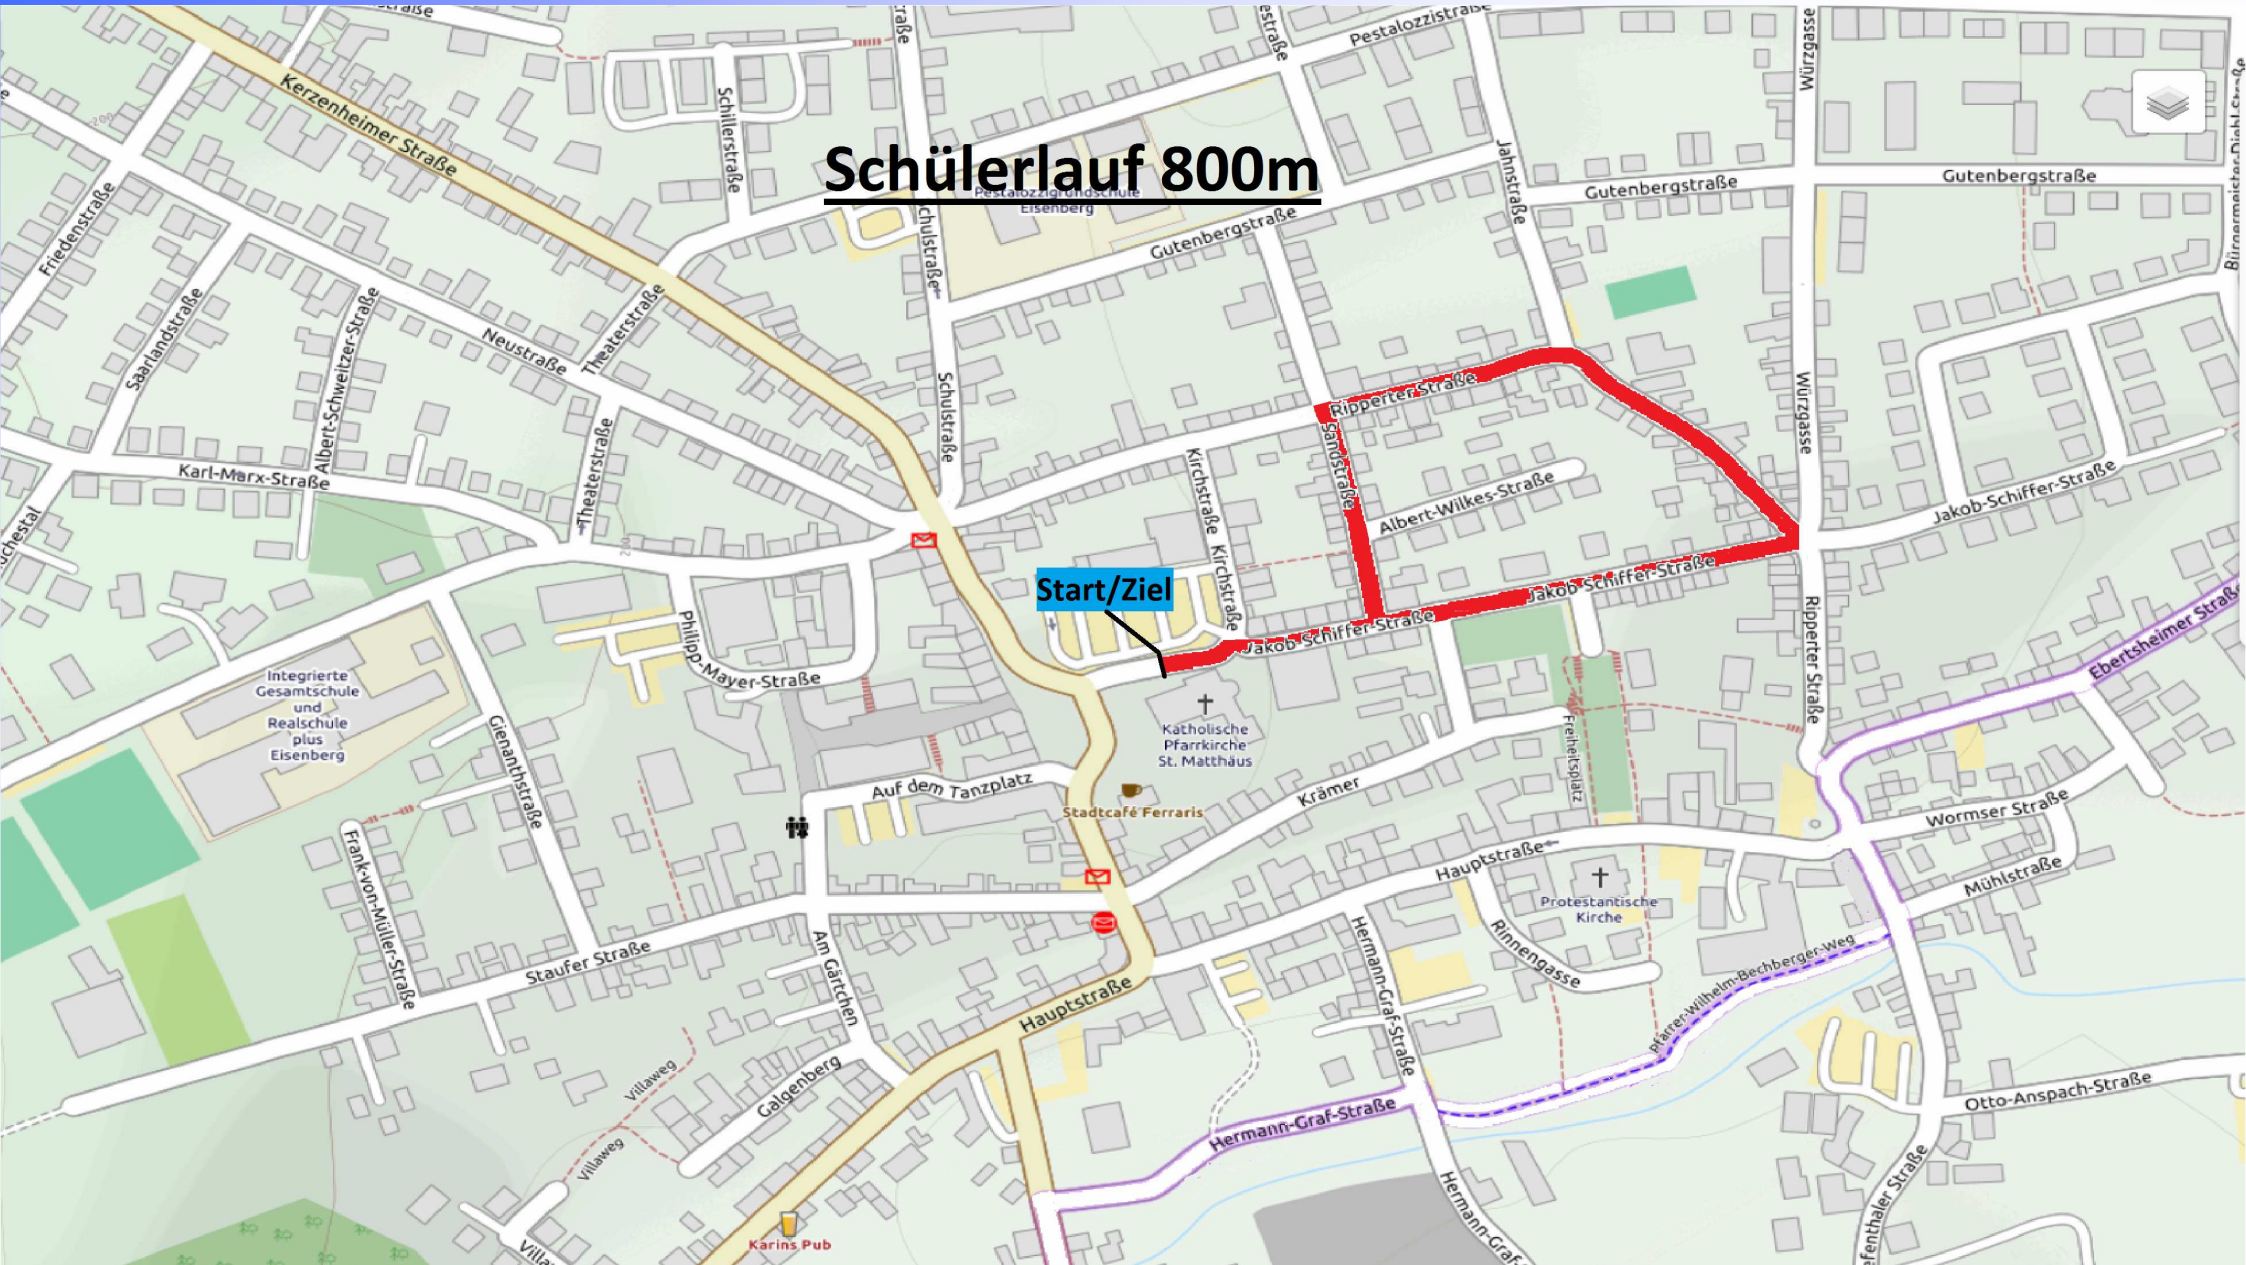 Schülerlauf 800m
Start/Ziel
Kerzenheimer Straße
Schillerstraße
Pestalozzistraße
Würzgasse
Pestalozzigrundschule
Eisenberg
Jahnstraße
Gutenbergstraße
Gutenbergstraße
Gutenbergstraße
Friedenstraße
Schulstraße
Saarlandstraße
Albert-Schweitzer-Straße
Neustraße
Theaterstraße
Schulstraße
Ripperter-Straße
Würzgasse
Sandstraße
Kirchstraße
Kirchstraße
Albert-Wilkes-Straße
Jakob-Schiffer-Straße
Karl-Marx-Straße
Theaterstraße
200
200
Jakob-Schiffer-Straße
Jakob-Schiffer-Straße
Ripperter Straße
Ebertsheimer Straße
Philipp-Mayer-Straße
Integrierte
Gesamtschule
und
Realschule
plus
Eisenberg
Gienanthstraße
Katholische
Pfarrkirche
St. Matthäus
Freiheitsplatz
Auf dem Tanzplatz
Stadtcafé Ferraris
Krämer
Wormser Straße
Hauptstraße
Mühlstraße
Protestantische
Kirche
Frank-von-Müller-Straße
Staufer Straße
Am Gärtchen
Rinnengasse
Hermann-Graf-Straße
Pfarrer-Wilhelm-Bechberger-Weg
Hauptstraße
Villaweg
Galgenberg
Hermann-Graf-Straße
Otto-Anspach-Straße
Villaweg
Karins Pub